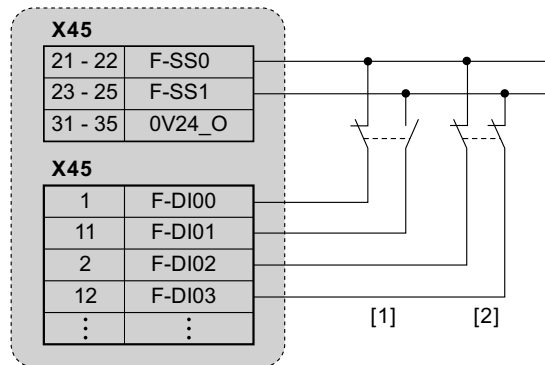 X45
21 - 22 F-SS0
23 - 25 F-SS1
31 - 35 0V24_O
X45
1 F-DI00
11 F-DI01
2 F-DI02
12 F-DI03
⋮ ⋮
[1] [2]